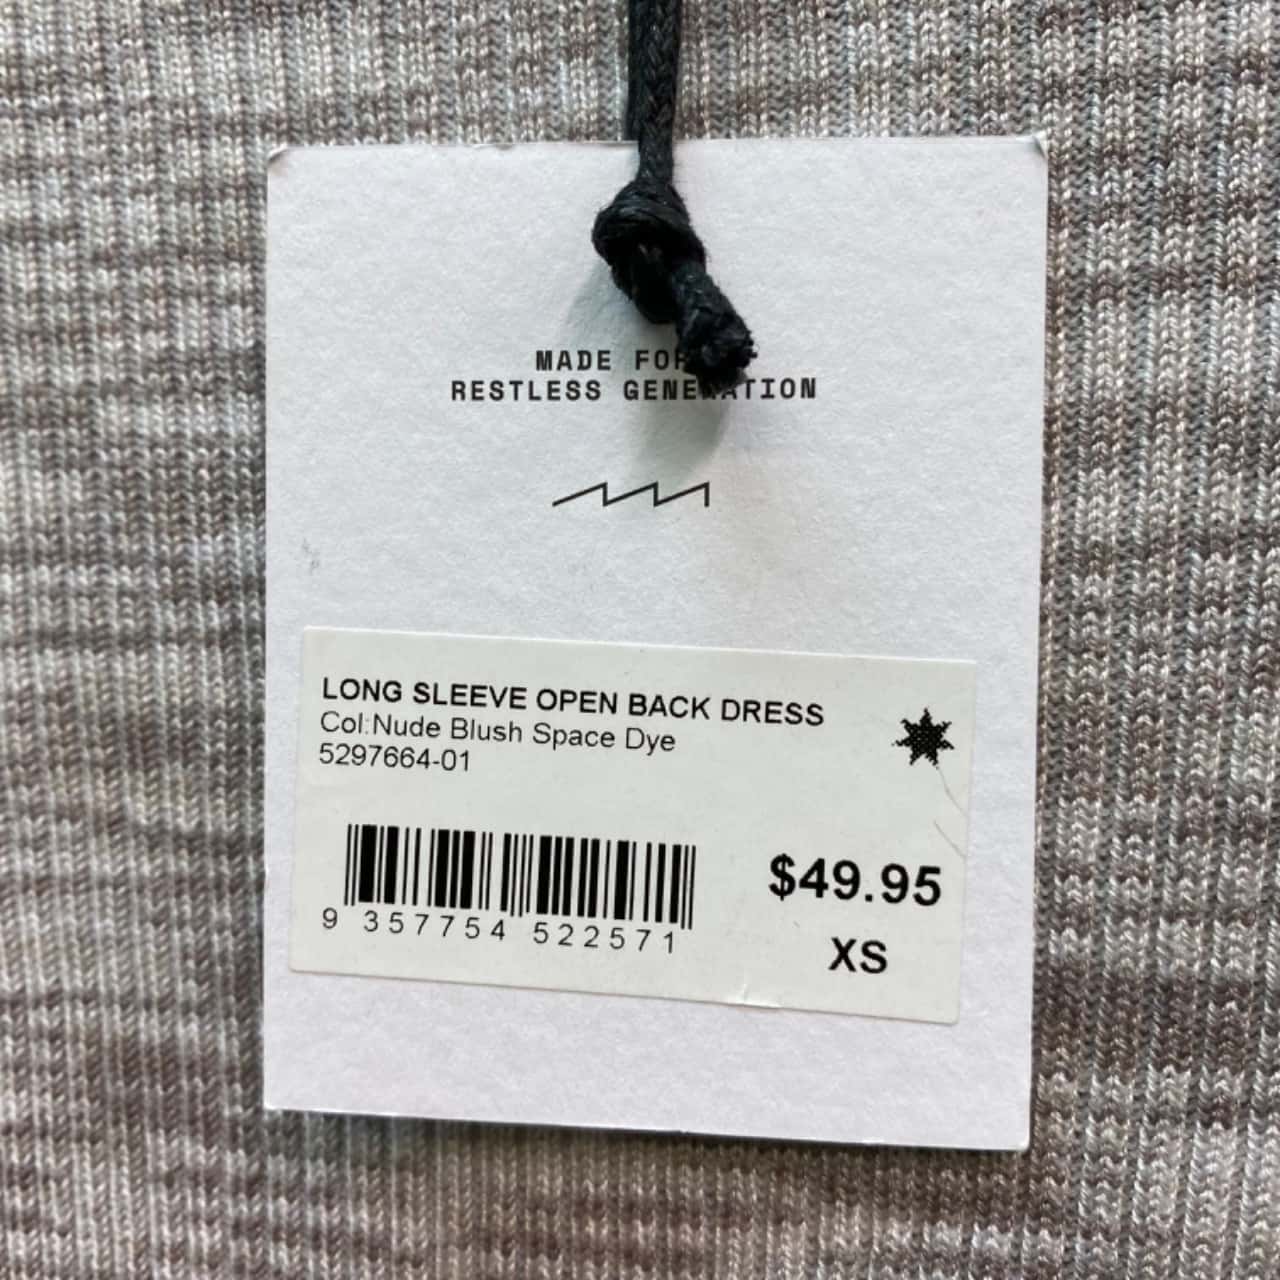 MADE FOR
RESTLESS GENERATION
LONG SLEEVE OPEN BACK DRESS
Col:Nude Blush Space Dye
5297664-01
$49.95
9 357754 522571
XS